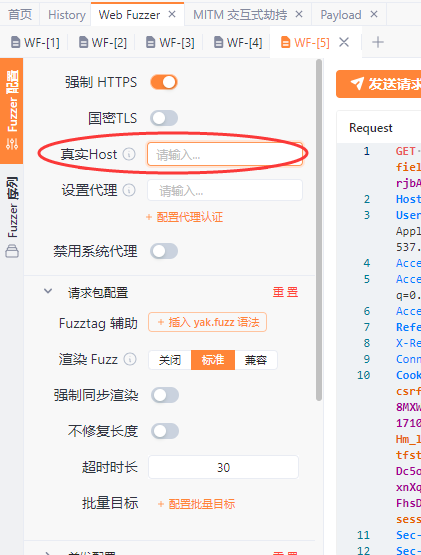 首页 History Web Fuzzer MITM 交互式劫持 Payload
WF-[1] WF-[2] WF-[3] WF-[4] WF-[5]
Fuzzer 配置
Fuzzer 序列
强制 HTTPS
国密TLS
真实Host 请输入...
设置代理 请输入...
+ 配置代理认证
禁用系统代理
请求包配置 重置
Fuzztag 辅助 + 插入 yak.fuzz 语法
渲染 Fuzz 关闭 标准 兼容
强制同步渲染
不修复长度
超时时长 30
批量目标 + 配置批量目标
发送请求
Request
1 GET
fiel
rjbA
2 Host
3 User
Appl
537.
4 Acce
5 Acce
q=0.
6 Acce
7 Refe
8 X-Re
9 Conn
10 Cook
csrf
8MXW
1710
Hm_l
tfst
Dc5o
xnXq
FhsD
sess
11 Sec-
12 Sec-